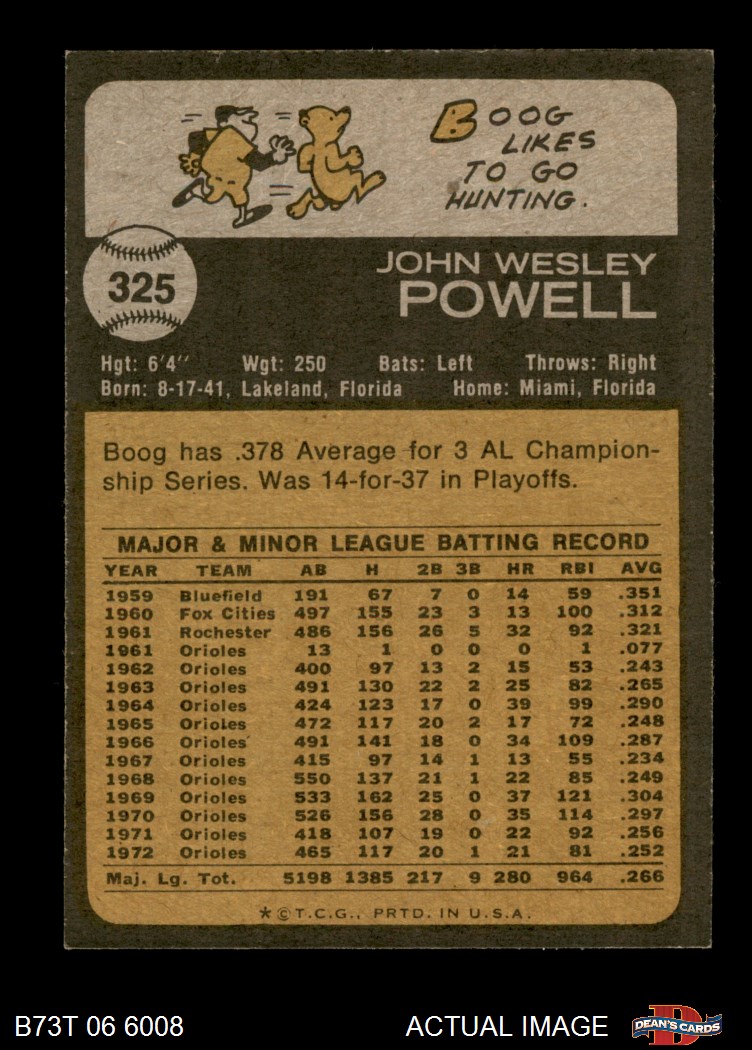 BOOG
LIKES
TO GO
HUNTING.
325
JOHN WESLEY
POWELL
Hgt: 6'4" Wgt: 250 Bats: Left Throws: Right
Born: 8-17-41, Lakeland, Florida Home: Miami, Florida
Boog has .378 Average for 3 AL Champion-
ship Series. Was 14-for-37 in Playoffs.
MAJOR & MINOR LEAGUE BATTING RECORD
YEAR TEAM AB H 2B 3B HR RBI AVG
1959 Bluefield 191 67 7 0 14 59 .351
1960 Fox Cities 497 155 23 3 13 100 .312
1961 Rochester 486 156 26 5 32 92 .321
1961 Orioles 13 1 0 0 0 1 .077
1962 Orioles 400 97 13 2 15 53 .243
1963 Orioles 491 130 22 2 25 82 .265
1964 Orioles 424 123 17 0 39 99 .290
1965 Orioles 472 117 20 2 17 72 .248
1966 Orioles 491 141 18 0 34 109 .287
1967 Orioles 415 97 14 1 13 55 .234
1968 Orioles 550 137 21 1 22 85 .249
1969 Orioles 533 162 25 0 37 121 .304
1970 Orioles 526 156 28 0 35 114 .297
1971 Orioles 418 107 19 0 22 92 .256
1972 Orioles 465 117 20 1 21 81 .252
Maj. Lg. Tot. 5198 1385 217 9 280 964 .266
*©T.C.G., PRTD. IN U.S.A.
B73T 06 6008 ACTUAL IMAGE DEAN'S CARDS